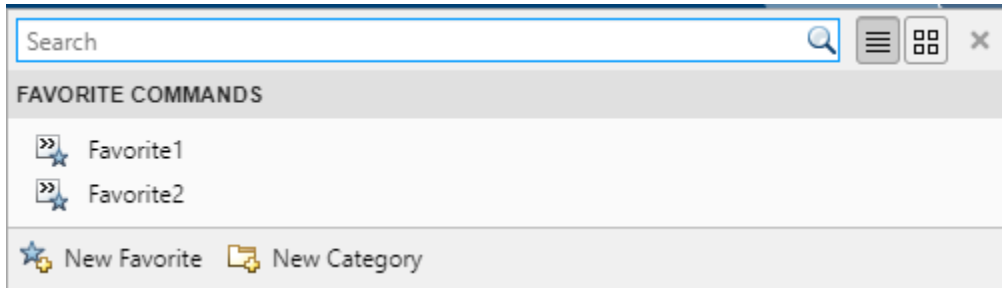 Search
FAVORITE COMMANDS
Favorite1
Favorite2
New Favorite New Category